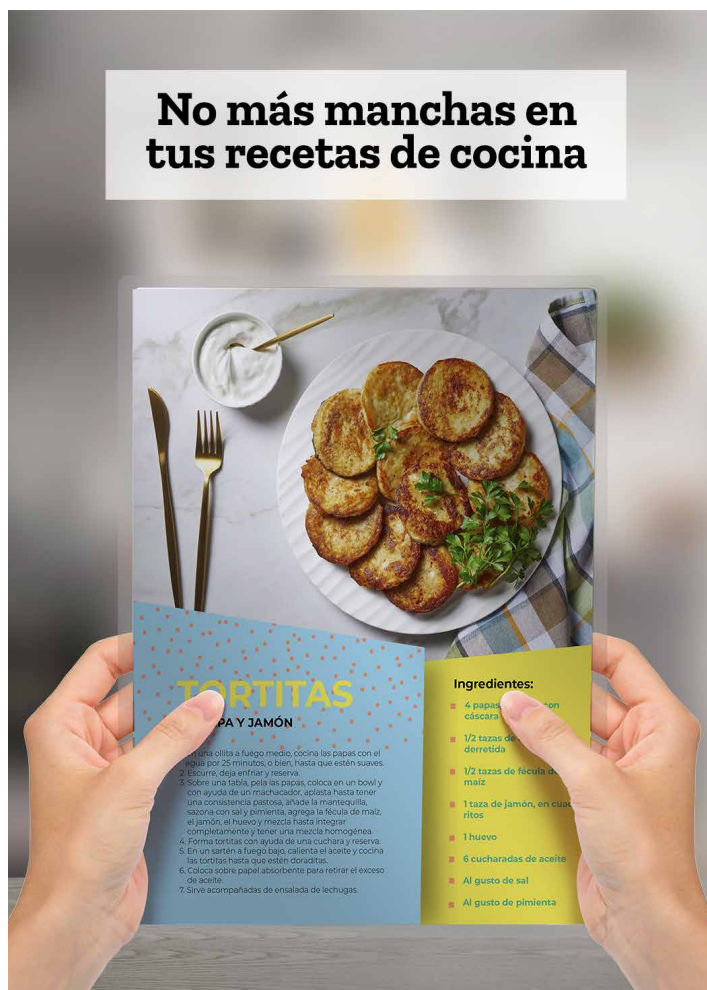 No más manchas en
tus recetas de cocina
TORTITAS
PA Y JAMÓN
En una ollita a fuego medio, cocina las papas con el
agua por 25 minutos, o bien, hasta que estén suaves.
2. Escurre, deja enfriar y reserva.
3. Sobre una tabla, pela las papas, coloca en un bowl y
con ayuda de un machacador, aplasta hasta tener
una consistencia pastosa, añade la mantequilla,
sazona con sal y pimienta, agrega la fécula de maíz,
el jamón, el huevo y mezcla hasta integrar
completamente y tener una mezcla homogénea.
4. Forma tortitas con ayuda de una cuchara y reserva.
5. En un sartén a fuego bajo, calienta el aceite y cocina
las tortitas hasta que estén doraditas.
6. Coloca sobre papel absorbente para retirar el exceso
de aceite.
7. Sirve acompañadas de ensalada de lechugas.
Ingredientes:
4 papas con
cáscara
1/2 tazas de
derretida
1/2 tazas de fécula de
maíz
1 taza de jamón, en cuad
ritos
1 huevo
6 cucharadas de aceite
Al gusto de sal
Al gusto de pimienta